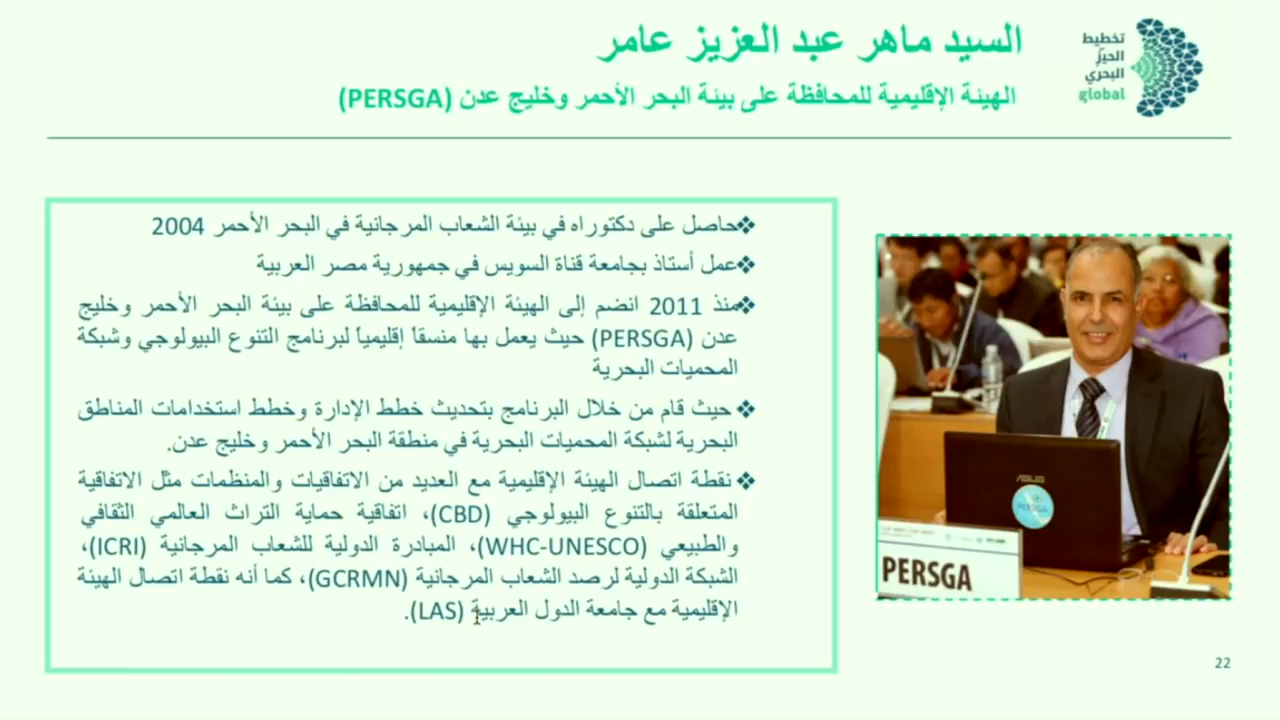 السيد ماهر عبد العزيز عامر
الهيئة الإقليمية للمحافظة على بيئة البحر الأحمر وخليج عدن (PERSGA)
تخطيط
الحيّز
البحري
global
❖حاصل على دكتوراه في بيئة الشعاب المرجانية في البحر الأحمر 2004
❖عمل أستاذ بجامعة قناة السويس في جمهورية مصر العربية
❖منذ 2011 انضم إلى الهيئة الإقليمية للمحافظة على بيئة البحر الأحمر وخليج
عدن (PERSGA) حيث يعمل بها منسقاً إقليمياً لبرنامج التنوع البيولوجي وشبكة
المحميات البحرية
❖ حيث قام من خلال البرنامج بتحديث خطط الإدارة وخطط استخدامات المناطق
البحرية لشبكة المحميات البحرية في منطقة البحر الأحمر وخليج عدن.
❖ نقطة اتصال الهيئة الإقليمية مع العديد من الاتفاقيات والمنظمات مثل الاتفاقية
المتعلقة بالتنوع البيولوجي (CBD)، اتفاقية حماية التراث العالمي الثقافي
والطبيعي (WHC-UNESCO)، المبادرة الدولية للشعاب المرجانية (ICRI)،
الشبكة الدولية لرصد الشعاب المرجانية (GCRMN)، كما أنه نقطة اتصال الهيئة
الإقليمية مع جامعة الدول العربية (LAS).
ASUS
PERSGA
PERSGA
22